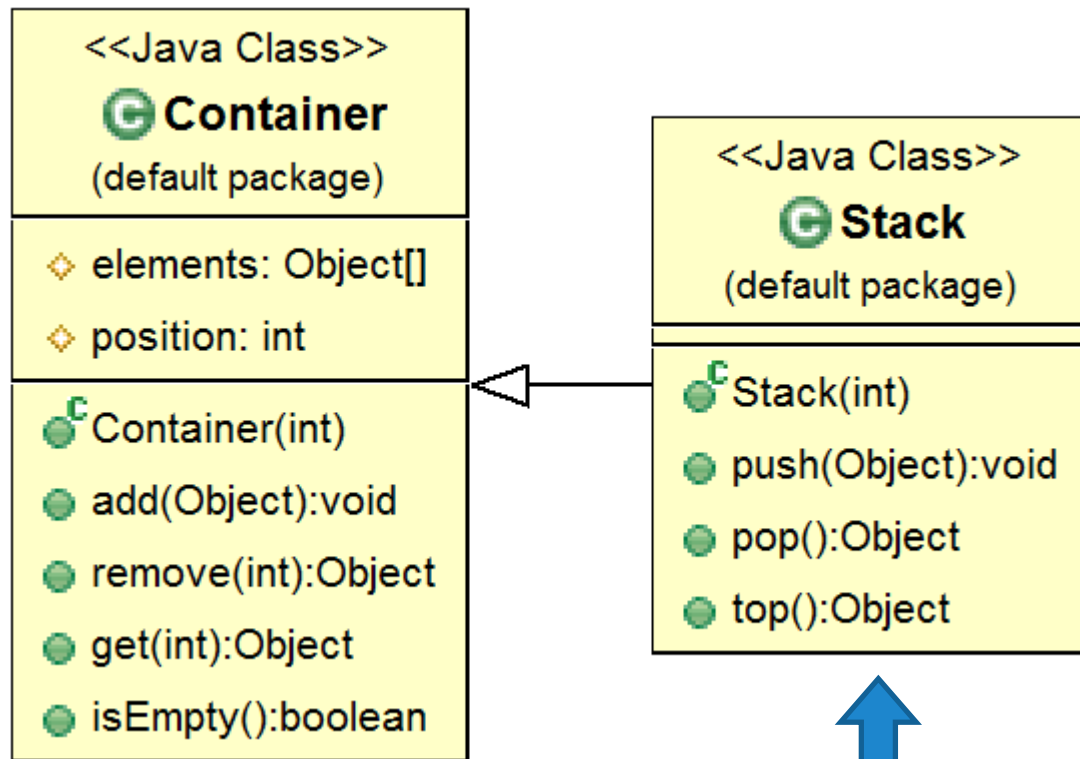 <<Java Class>>
C Container
(default package)
elements: Object[]
position: int
C Container(int)
add(Object):void
remove(int):Object
get(int):Object
isEmpty():boolean
<<Java Class>>
C Stack
(default package)
C Stack(int)
push(Object):void
pop():Object
top():Object